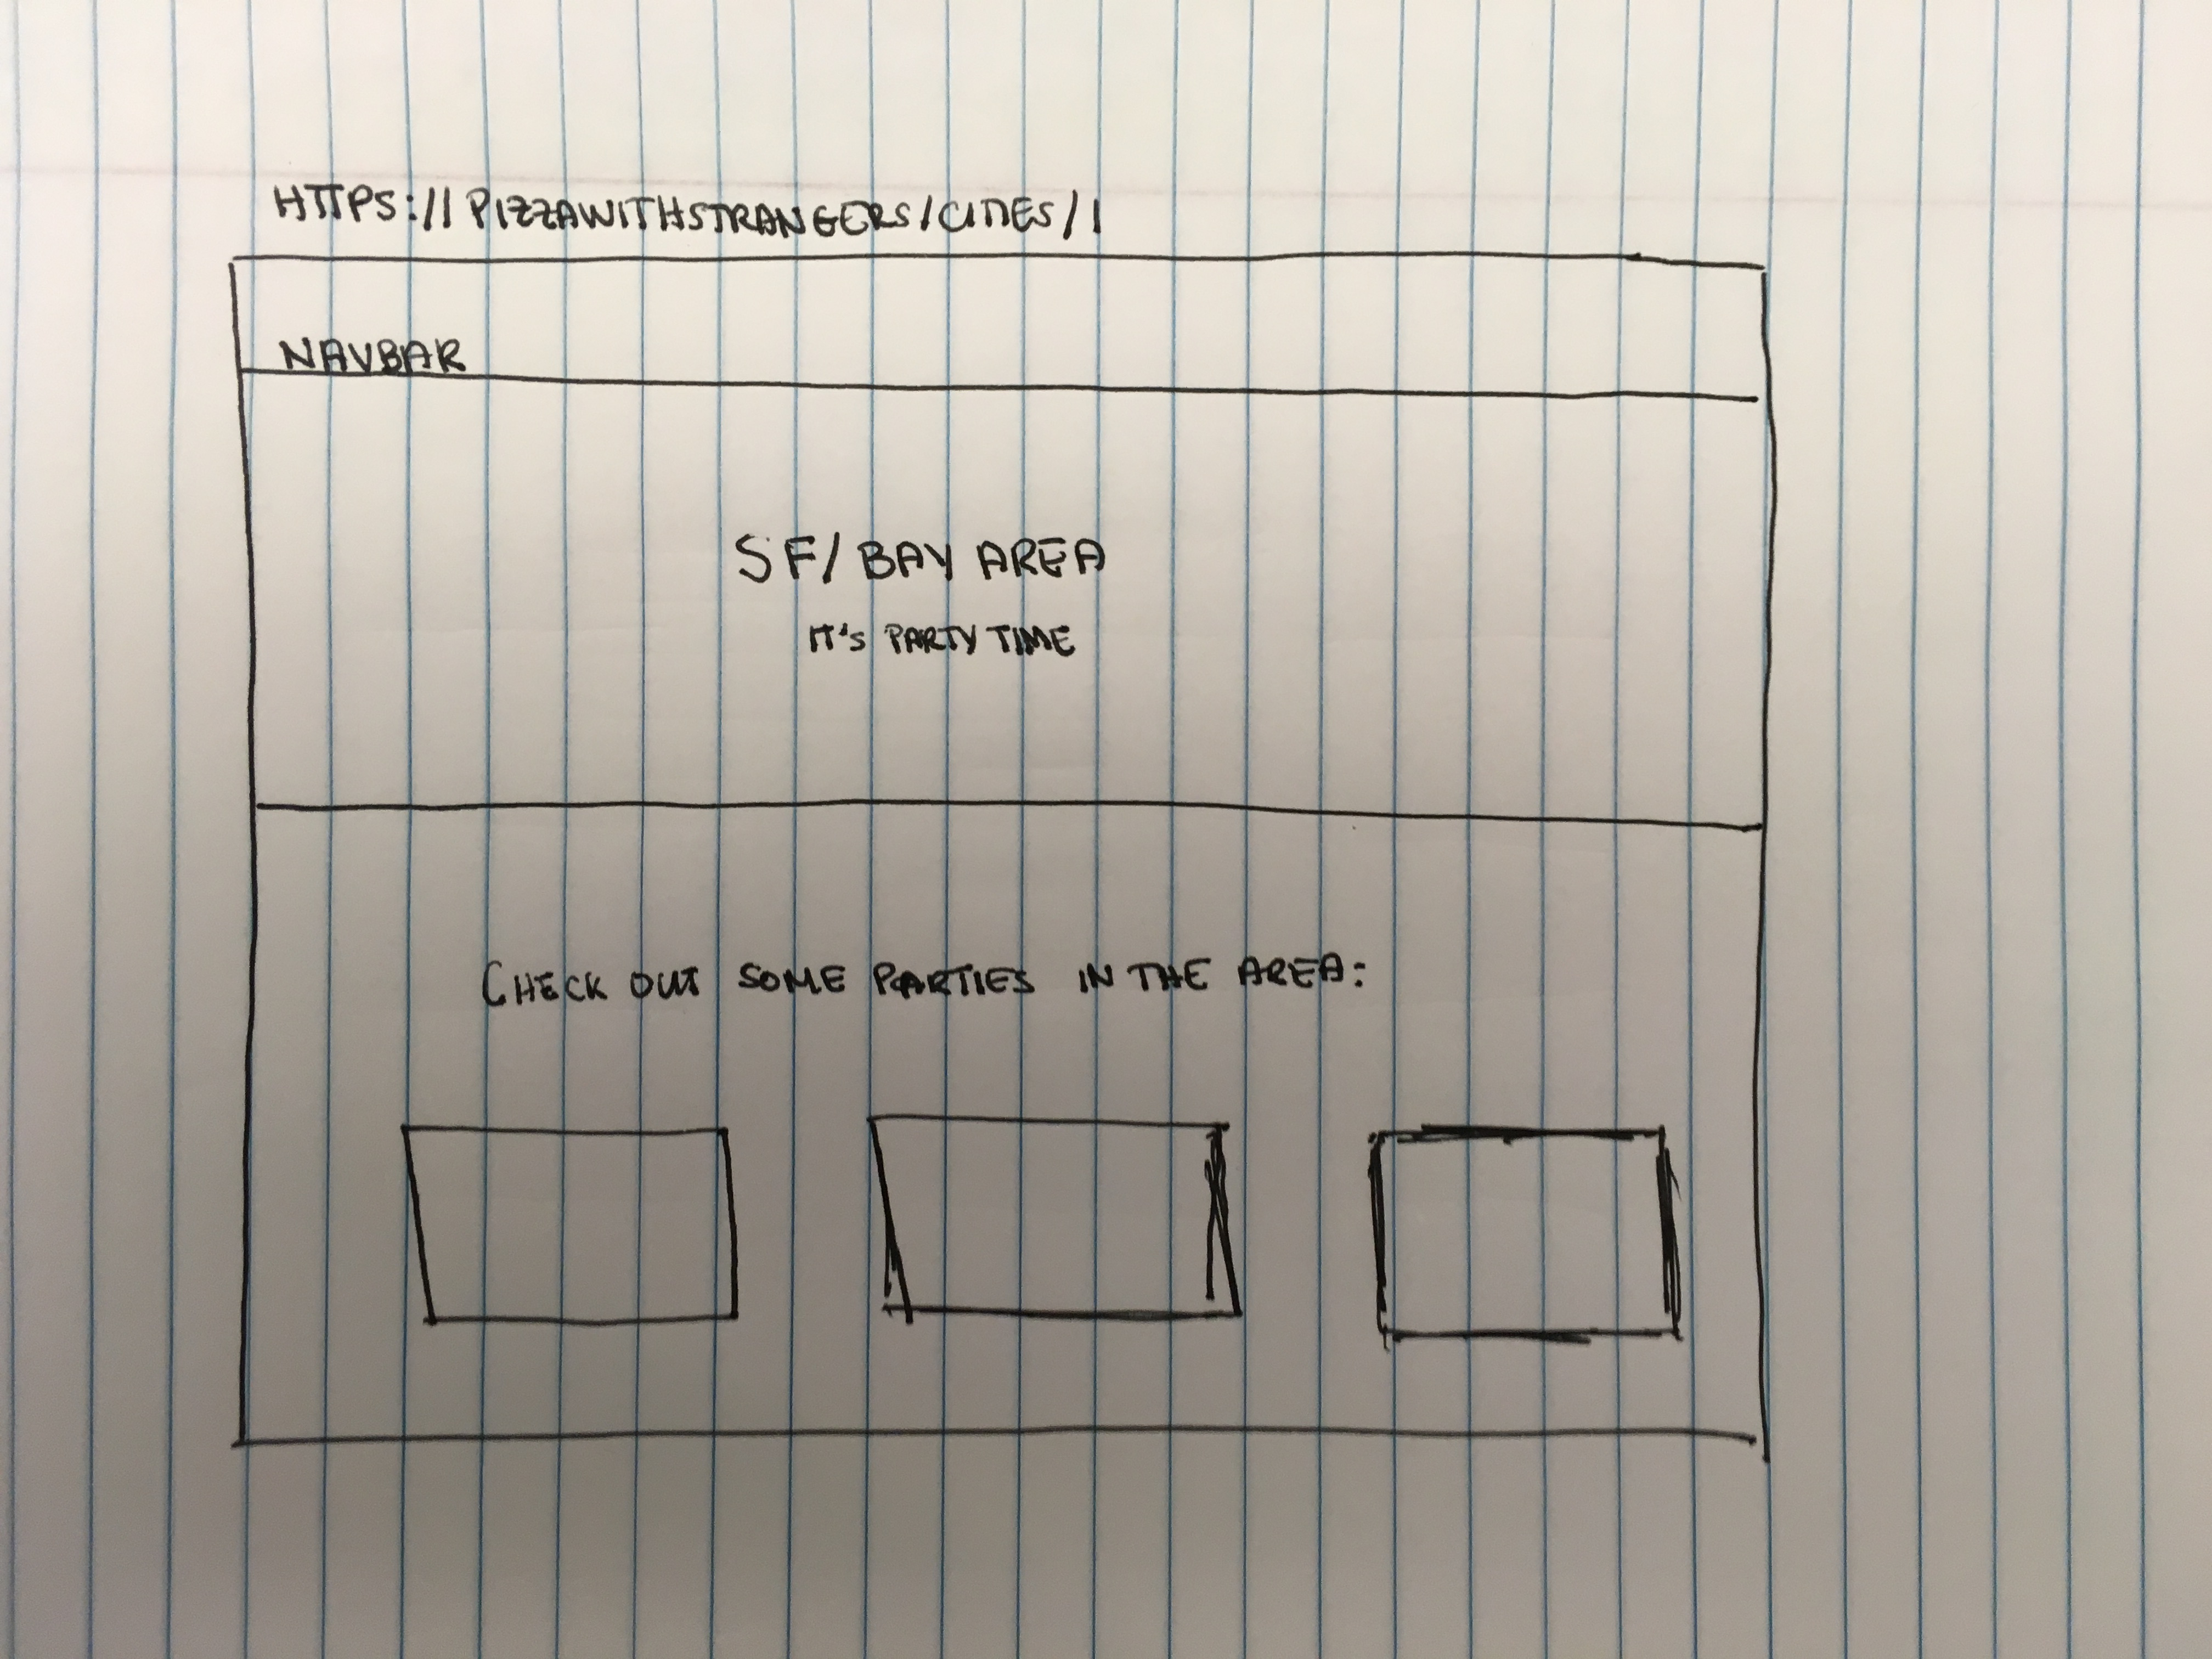 HTTPS://PIZZAWITHSTRANGERS/CITIES/1
NAVBAR
SF/BAY AREA
IT'S PARTY TIME
CHECK OUT SOME PARTIES IN THE AREA: